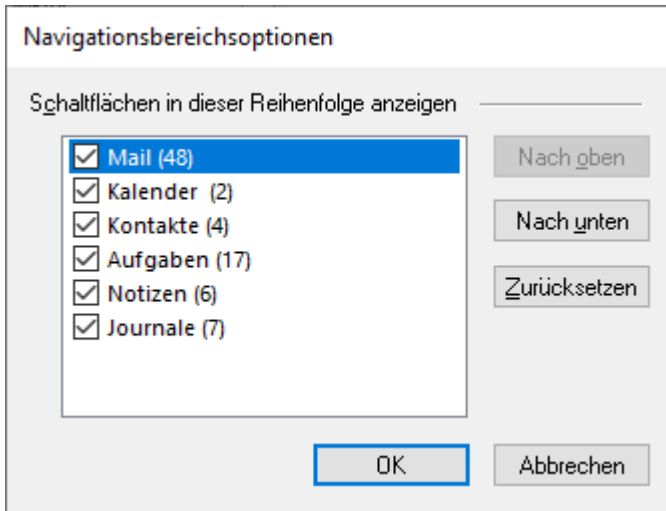 Navigationsbereichsoptionen
Schaltflächen in dieser Reihenfolge anzeigen
Mail (48)
Kalender (2)
Kontakte (4)
Aufgaben (17)
Notizen (6)
Journale (7)
Nach oben
Nach unten
Zurücksetzen
OK
Abbrechen